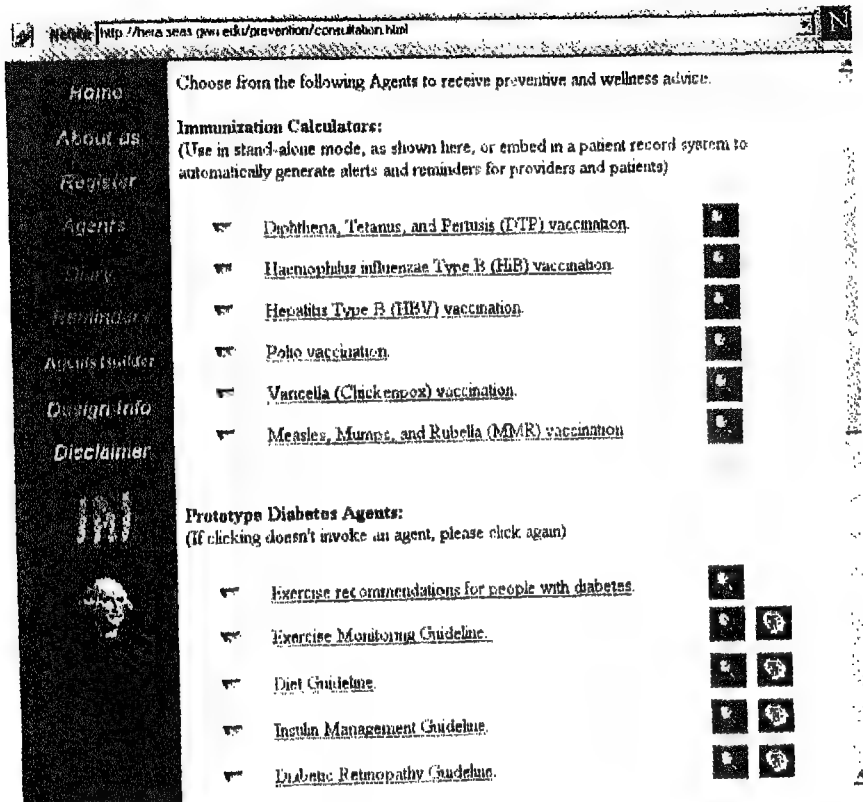 http://hera.seas.gwu.edu/prevention/consultation.html
N
Home
About us
Register
Agents
Diary
Reminders
Agents Builder
Design Info
Disclaimer
Choose from the following Agents to receive preventive and wellness advice.
Immunization Calculators:
(Use in stand-alone mode, as shown here, or embed in a patient record system to
automatically generate alerts and reminders for providers and patients)
Diphtheria, Tetanus, and Pertusis (DTP) vaccination.
Haemophilus influenzae Type B (HiB) vaccination.
Hepatitis Type B (HBV) vaccination.
Polio vaccination.
Varicella (Chickenpox) vaccination.
Measles, Mumps, and Rubella (MMR) vaccination
Prototype Diabetes Agents:
(If clicking doesn't invoke an agent, please click again)
Exercise recommendations for people with diabetes.
Exercise Monitoring Guideline.
Diet Guideline.
Insulin Management Guideline.
Diabetic Retinopathy Guideline.